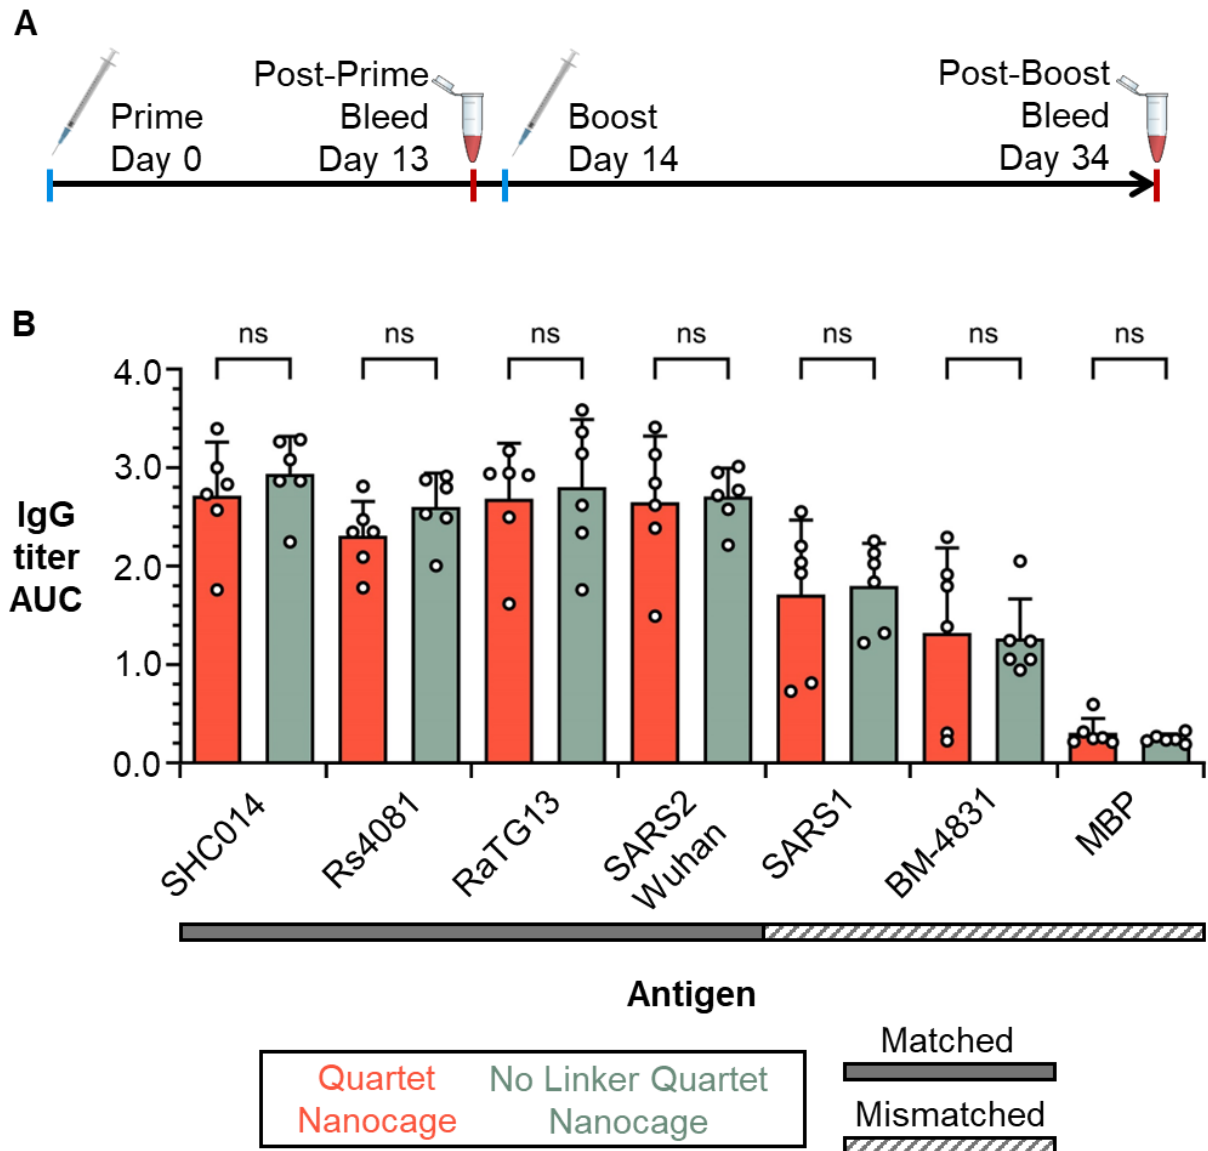 A
Prime
Day 0
Post-Prime
Bleed
Day 13
Boost
Day 14
Post-Boost
Bleed
Day 34
B
ns
ns
ns
ns
ns
ns
ns
IgG
titer
AUC
4.0
3.0
2.0
1.0
0.0
SHC014
Rs4081
RaTG13
SARS2
Wuhan
SARS1
BM-4831
MBP
Antigen
Quartet
Nanocage
No Linker Quartet
Nanocage
Matched
Mismatched